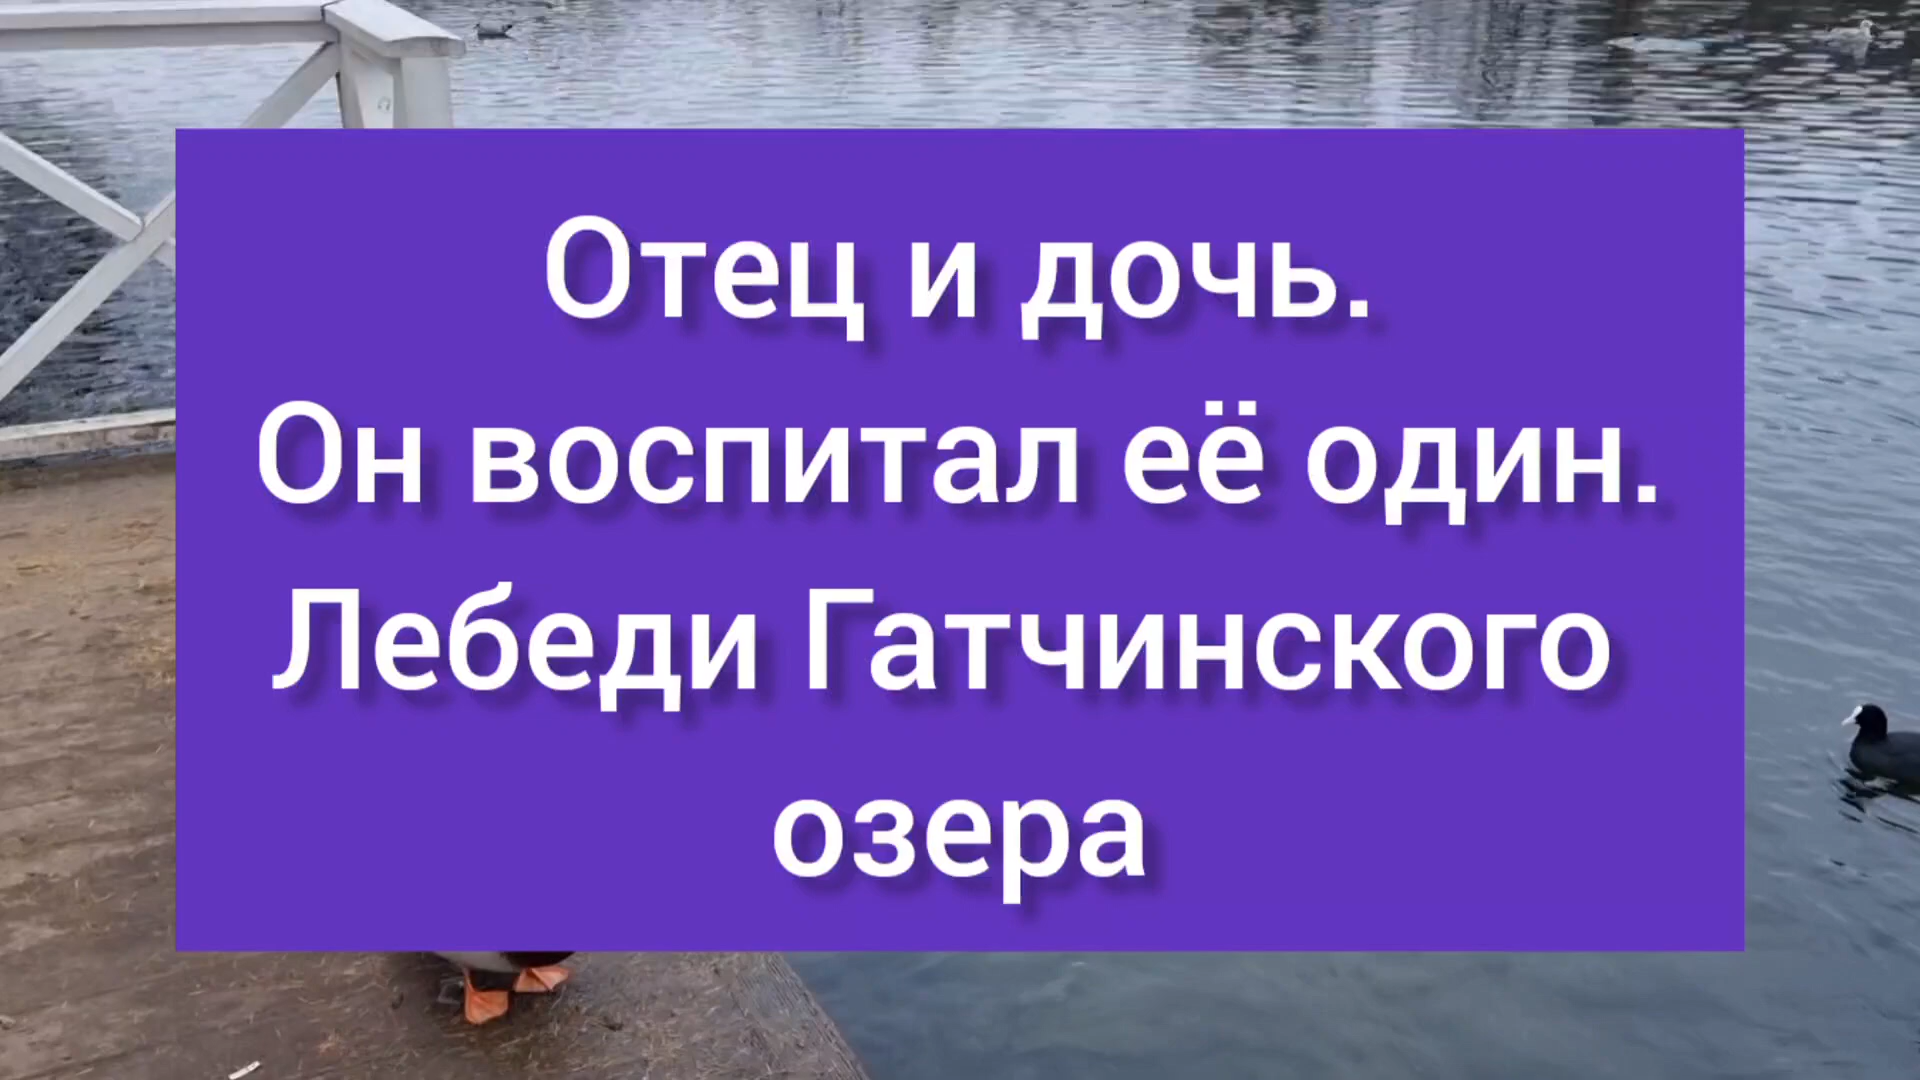 Отец и дочь.
Он воспитал её один.
Лебеди Гатчинского
озера